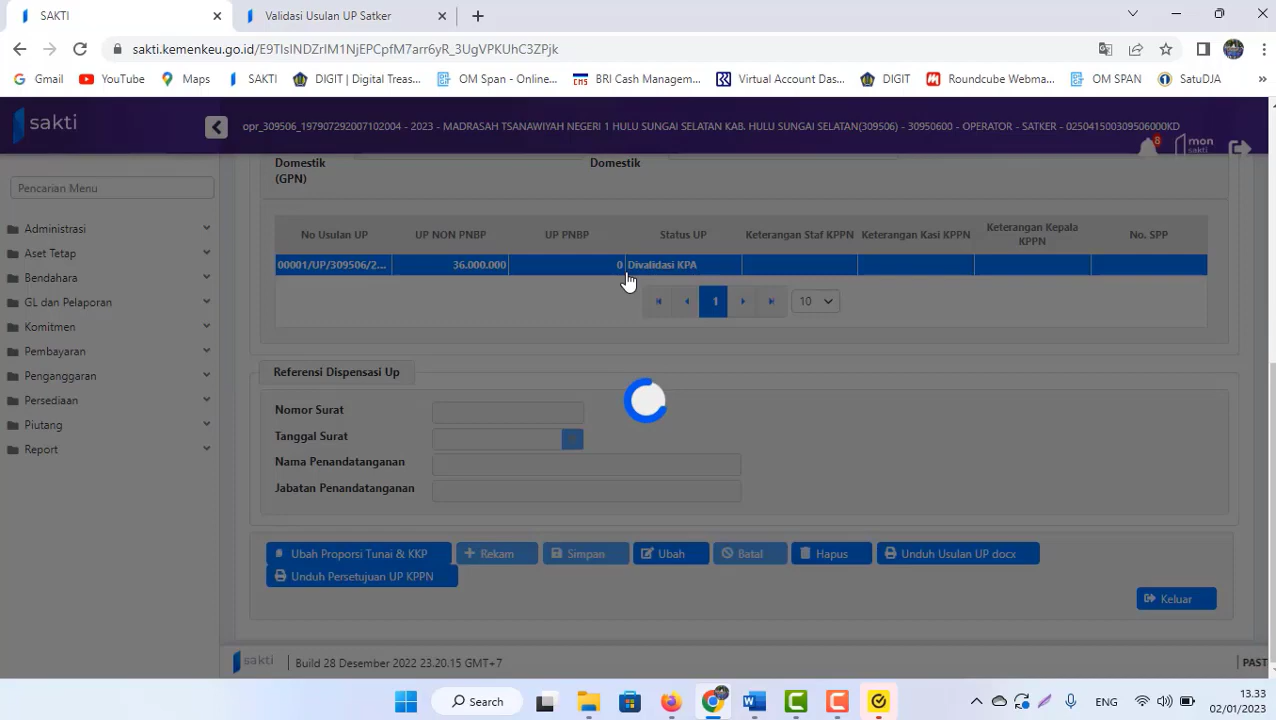 SAKTI
Validasi Usulan UP Satker
sakti.kemenkeu.go.id/E9TIsINDZrIM1NjEPCpfM7arr6yR_3UgVPKUhC3ZPjk
Gmail
YouTube
Maps
SAKTI
DIGIT | Digital Treas...
OM Span - Online...
CMS
BRI Cash Managem...
Virtual Account Das...
DIGIT
Roundcube Webma...
OM SPAN
SatuDJA
sakti
opr_309506_197907292007102004 - 2023 - MADRASAH TSANAWIYAH NEGERI 1 HULU SUNGAI SELATAN KAB. HULU SUNGAI SELATAN(309506) - 30950600 - OPERATOR - SATKER - 025041500309506000KD
8
mon
sakti
Pencarian Menu
Administrasi
Aset Tetap
Bendahara
GL dan Pelaporan
Komitmen
Pembayaran
Penganggaran
Persediaan
Piutang
Report
Domestik
(GPN)
Domestik
No Usulan UP
UP NON PNBP
UP PNBP
Status UP
Keterangan Staf KPPN
Keterangan Kasi KPPN
Keterangan Kepala
KPPN
No. SPP
00001/UP/309506/2...
36.000.000
0
Divalidasi KPA
1
10
Referensi Dispensasi Up
Nomor Surat
Tanggal Surat
Nama Penandatanganan
Jabatan Penandatanganan
Ubah Proporsi Tunai & KKP
Rekam
Simpan
Ubah
Batal
Hapus
Unduh Usulan UP docx
Unduh Persetujuan UP KPPN
Keluar
sakti
Build 28 Desember 2022 23.20.15 GMT+7
PAST
Search
ENG
13.33
02/01/2023